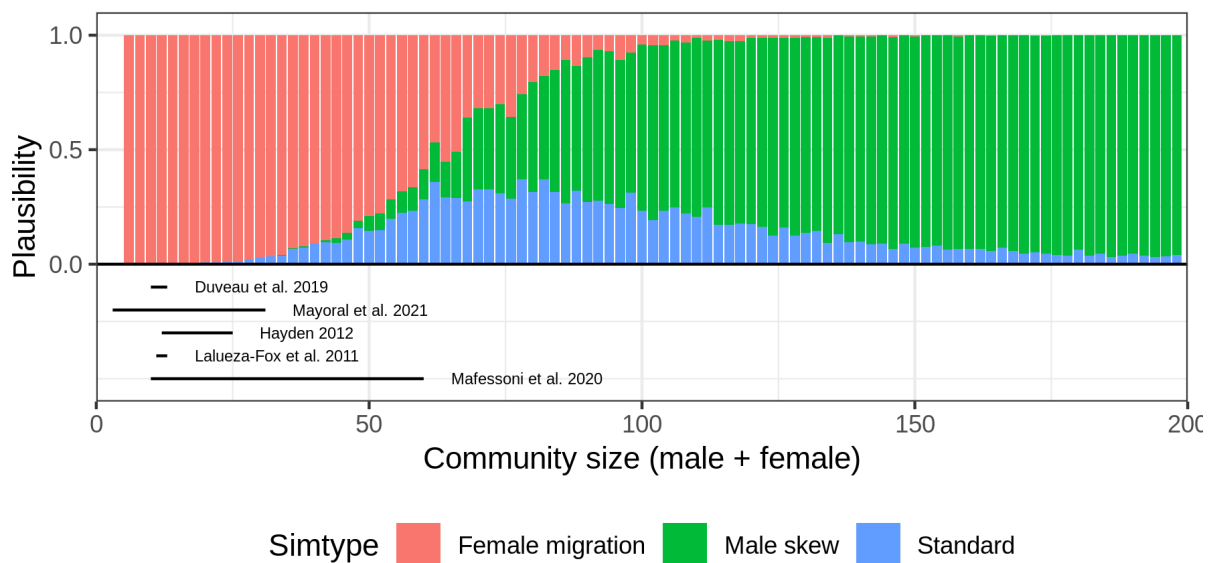 1.0
0.5
0.0
Plausibility
Duveau et al. 2019
Mayoral et al. 2021
Hayden 2012
Lalueza-Fox et al. 2011
Mafessoni et al. 2020
0 50 100 150 200
Community size (male + female)
Simtype Female migration Male skew Standard